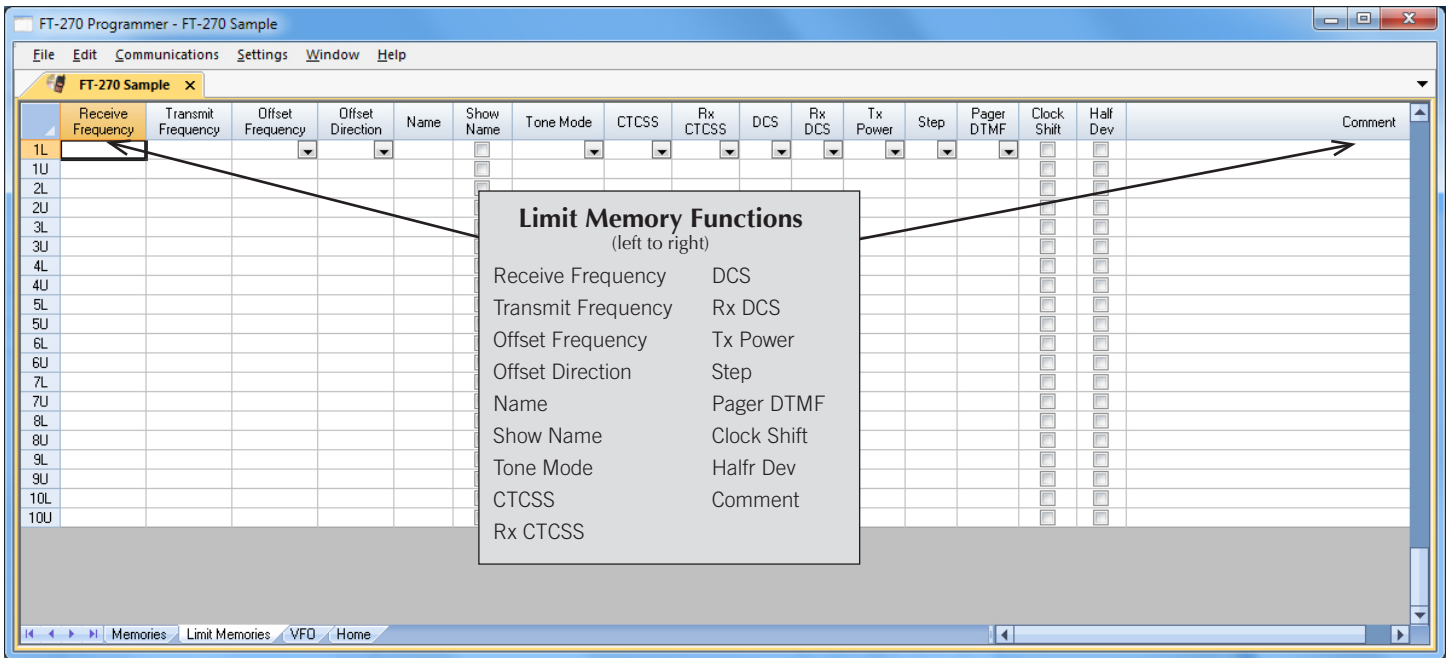 FT-270 Programmer - FT-270 Sample
File Edit Communications Settings Window Help
FT-270 Sample X
Receive Frequency Transmit Frequency Offset Frequency Offset Direction Name Show Name Tone Mode CTCSS Rx CTCSS DCS Rx DCS Tx Power Step Pager DTMF Clock Shift Half Dev Comment
1L
1U
2L
2U
3L
3U
4L
4U
5L
5U
6L
6U
7L
7U
8L
8U
9L
9U
10L
10U
Limit Memory Functions
(left to right)
Receive Frequency
Transmit Frequency
Offset Frequency
Offset Direction
Name
Show Name
Tone Mode
CTCSS
Rx CTCSS
DCS
Rx DCS
Tx Power
Step
Pager DTMF
Clock Shift
Halfr Dev
Comment
Memories Limit Memories VFO Home